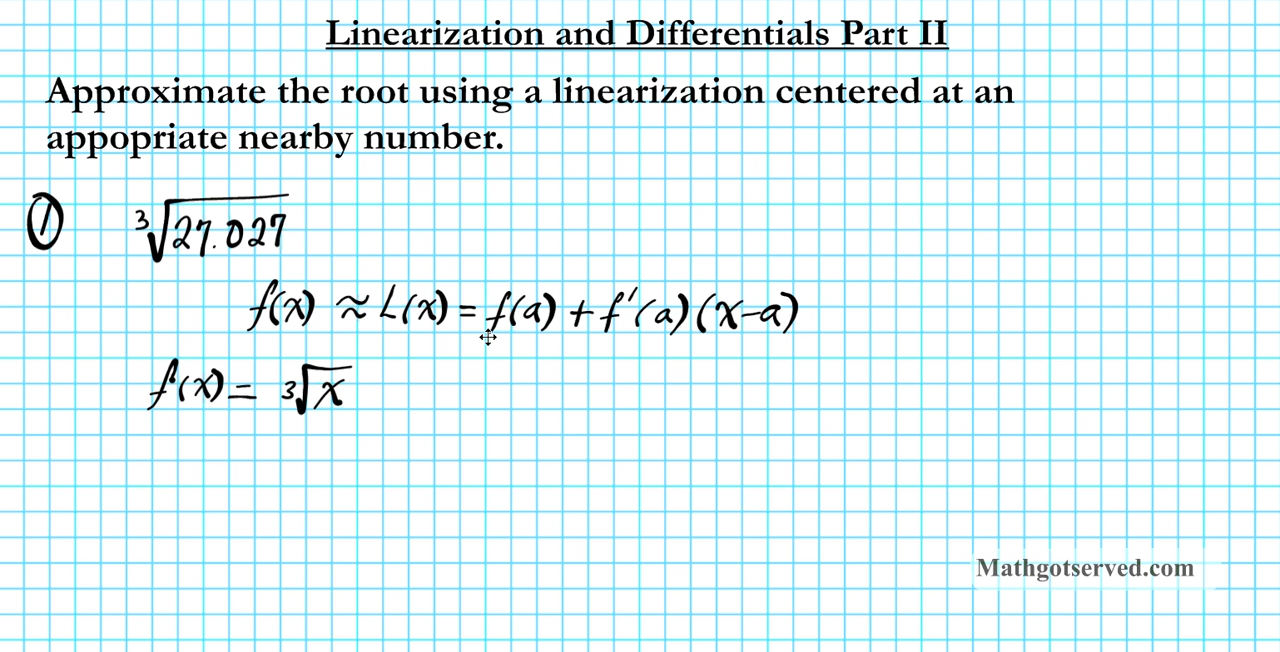 Linearization and Differentials Part II
Approximate the root using a linearization centered at an
appopriate nearby number.
① ∛27.027
f(x) ≈ L(x) = f(a) + f'(a)(x-a)
f(x) = ∛x
Mathgotserved.com